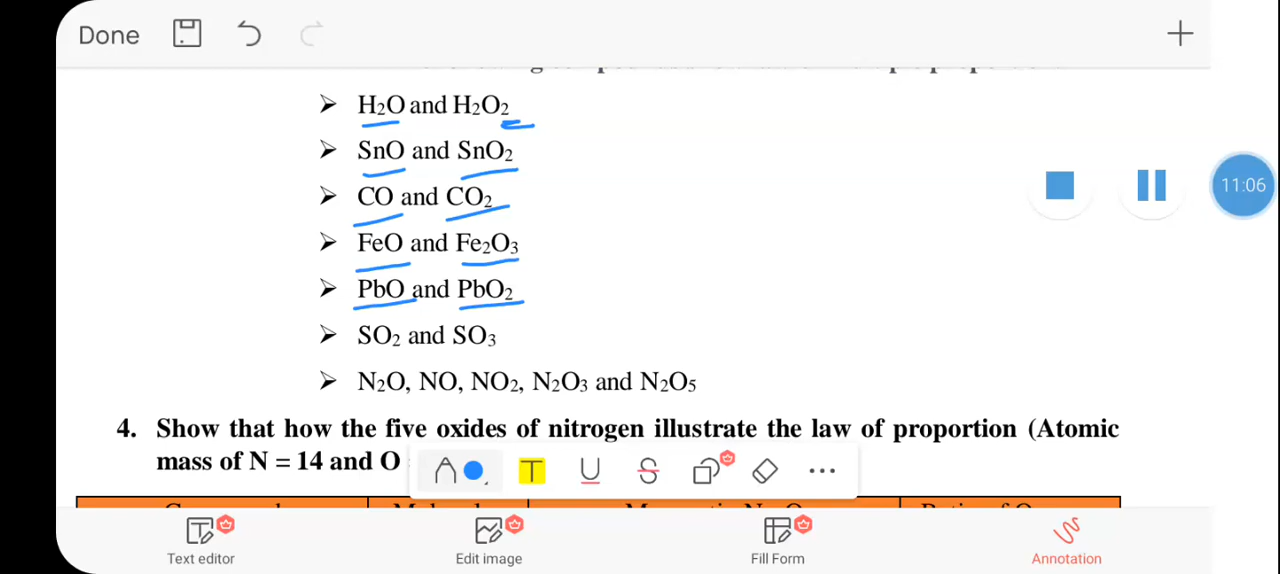 Done
H₂O and H₂O₂
SnO and SnO₂
11:06
CO and CO₂
FeO and Fe₂O₃
PbO and PbO₂
SO₂ and SO₃
N₂O, NO, NO₂, N₂O₃ and N₂O₅
4. Show that how the five oxides of nitrogen illustrate the law of proportion (Atomic
mass of N = 14 and O
T U S
Text editor Edit image Fill Form Annotation